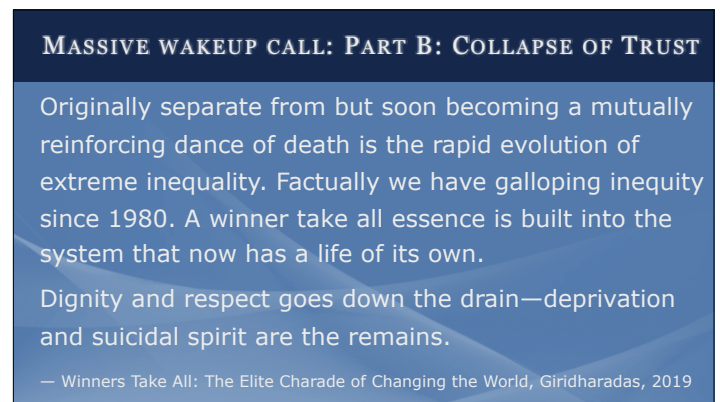 Massive wakeup call: Part B: Collapse of Trust
Originally separate from but soon becoming a mutually
reinforcing dance of death is the rapid evolution of
extreme inequality. Factually we have galloping inequity
since 1980. A winner take all essence is built into the
system that now has a life of its own.
Dignity and respect goes down the drain—deprivation
and suicidal spirit are the remains.
— Winners Take All: The Elite Charade of Changing the World, Giridharadas, 2019